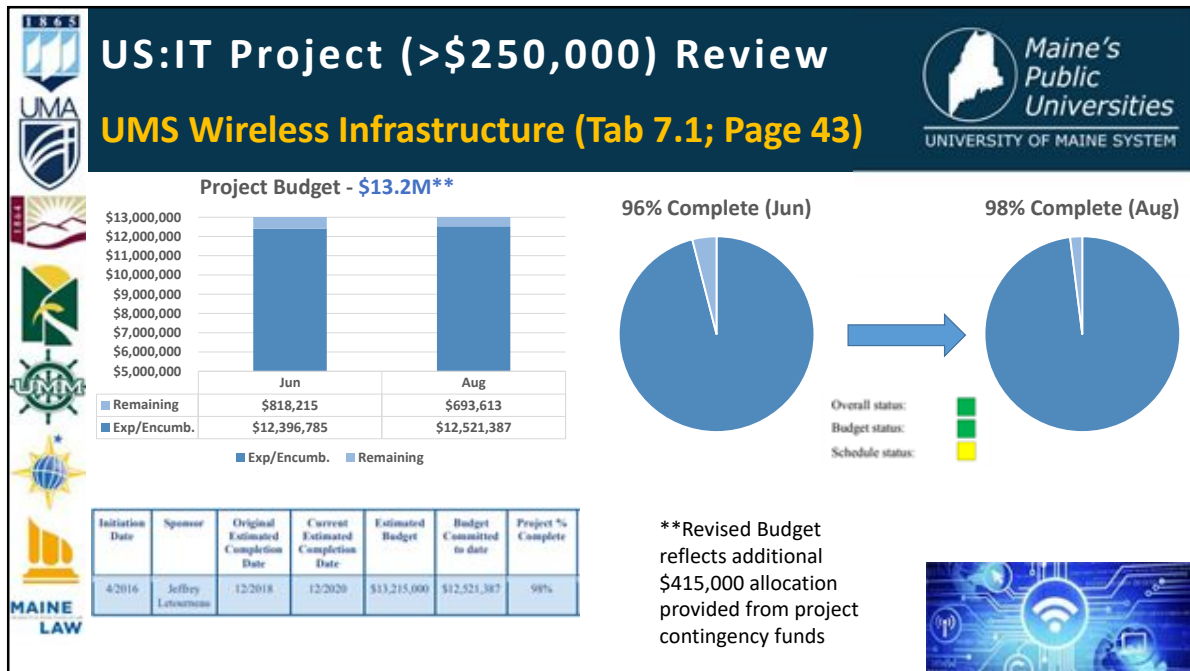 1865
US:IT Project (>$250,000) Review
UMS Wireless Infrastructure (Tab 7.1; Page 43)
Maine's
Public
Universities
UNIVERSITY OF MAINE SYSTEM
UMA
1864
UMM
MAINE
LAW
Project Budget - $13.2M**
$13,000,000
$12,000,000
$11,000,000
$10,000,000
$9,000,000
$8,000,000
$7,000,000
$6,000,000
$5,000,000
Jun Aug
Remaining $818,215 $693,613
Exp/Encumb. $12,396,785 $12,521,387
Exp/Encumb. Remaining
96% Complete (Jun)
98% Complete (Aug)
Overall status:
Budget status:
Schedule status:
Initiation Date
Sponsor
Original Estimated Completion Date
Current Estimated Completion Date
Estimated Budget
Budget Committed to date
Project % Complete
4/2016
Jeffrey Letourneau
12/2018
12/2020
$13,215,000
$12,521,387
98%
**Revised Budget
reflects additional
$415,000 allocation
provided from project
contingency funds